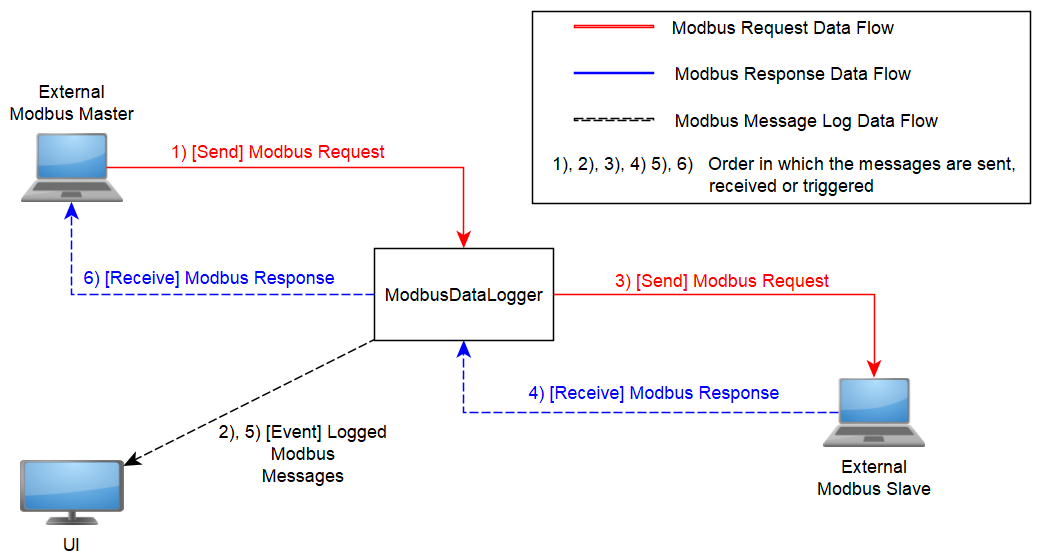 Modbus Request Data Flow
Modbus Response Data Flow
Modbus Message Log Data Flow
1), 2), 3), 4) 5), 6) Order in which the messages are sent,
received or triggered
External
Modbus Master
1) [Send] Modbus Request
6) [Receive] Modbus Response
ModbusDataLogger
3) [Send] Modbus Request
4) [Receive] Modbus Response
2), 5) [Event] Logged
Modbus
Messages
External
Modbus Slave
UI